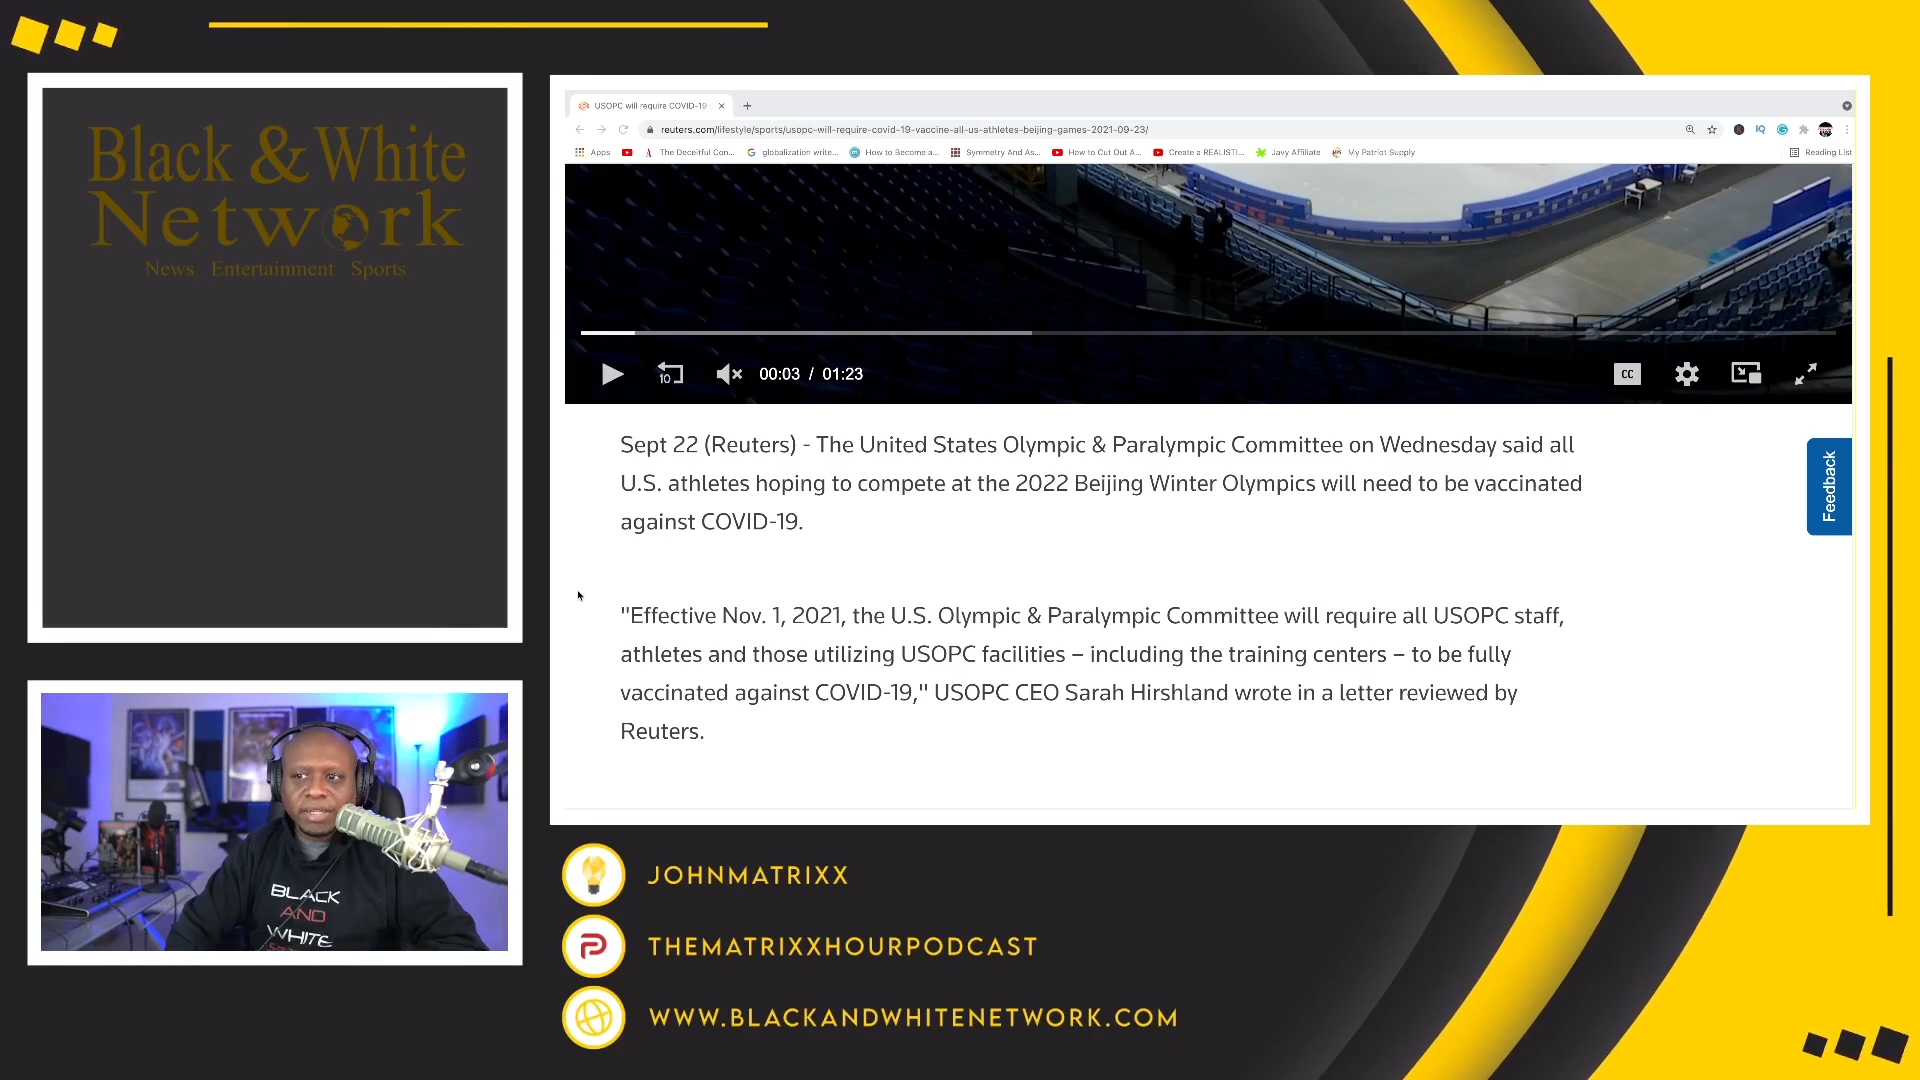 Black & White
Network
News Entertainment Sports
USOPC will require COVID-19
reuters.com/lifestyle/sports/usopc-will-require-covid-19-vaccine-all-us-athletes-beijing-games-2021-09-23/
Apps
The Deceitful Con...
globalization write...
How to Become a...
Symmetry And As...
How to Cut Out A...
Create a REALISTI...
Javy Affiliate
My Patriot Supply
Reading List
10
00:03 / 01:23
CC
Sept 22 (Reuters) - The United States Olympic & Paralympic Committee on Wednesday said all
U.S. athletes hoping to compete at the 2022 Beijing Winter Olympics will need to be vaccinated
against COVID-19.
Feedback
"Effective Nov. 1, 2021, the U.S. Olympic & Paralympic Committee will require all USOPC staff,
athletes and those utilizing USOPC facilities – including the training centers – to be fully
vaccinated against COVID-19," USOPC CEO Sarah Hirshland wrote in a letter reviewed by
Reuters.
BLACK
AND
WHITE
JOHNMATRIXX
THEMATRIXXHOURPODCAST
WWW.BLACKANDWHITENETWORK.COM